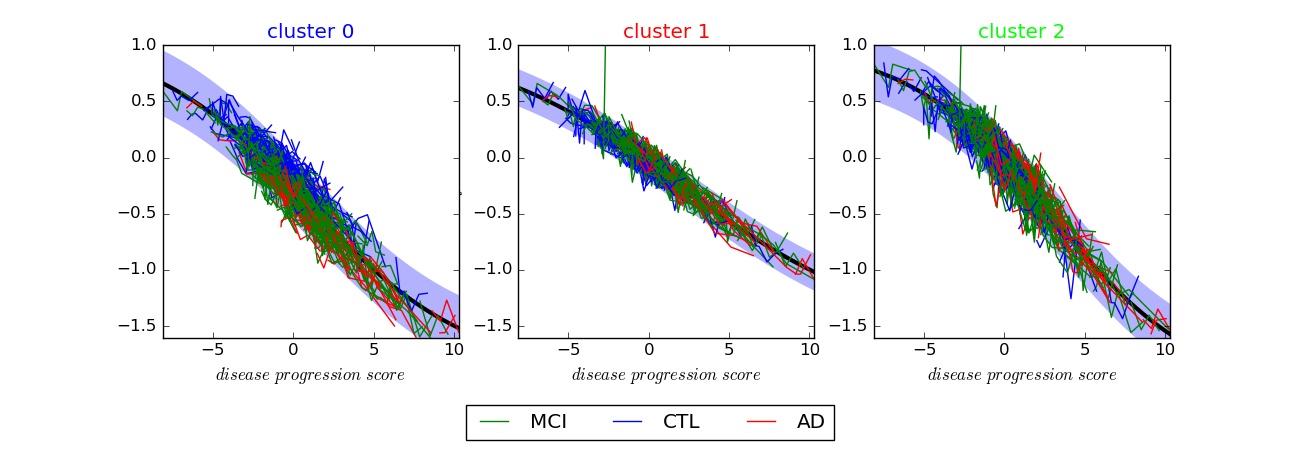 cluster 0 cluster 1 cluster 2
1.0 1.0 1.0
0.5 0.5 0.5
0.0 0.0 0.0
−0.5 −0.5 −0.5
−1.0 −1.0 −1.0
−1.5 −1.5 −1.5
−5 0 5 10 −5 0 5 10 −5 0 5 10
disease progression score disease progression score disease progression score
MCI CTL AD